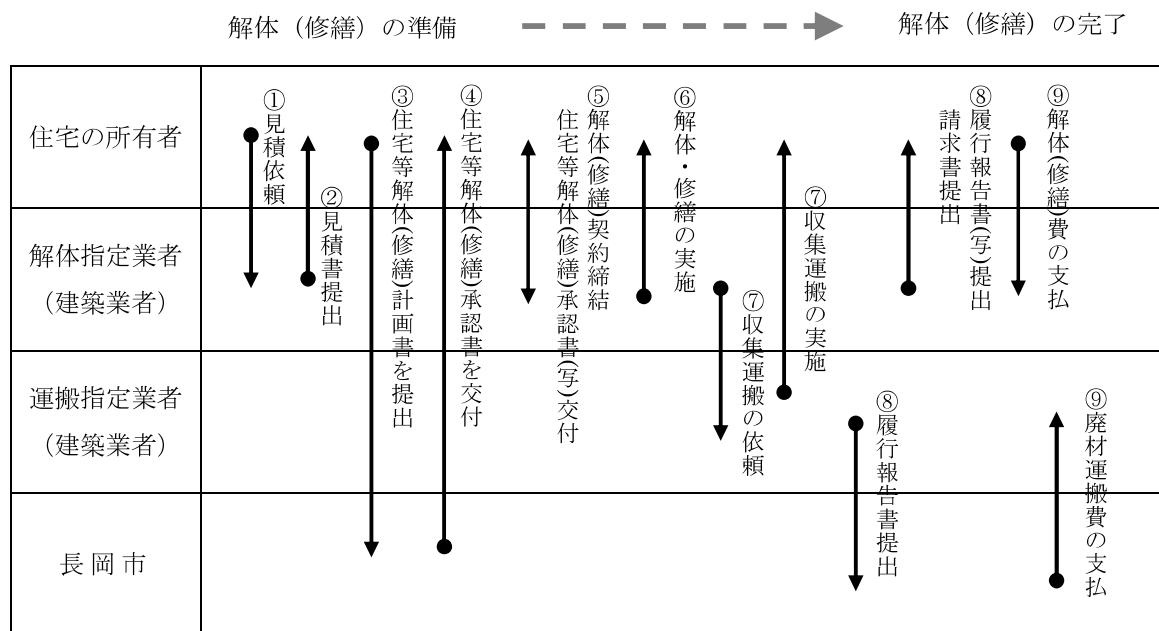 解体（修繕）の準備
解体（修繕）の完了
住宅の所有者
解体指定業者
（建築業者）
運搬指定業者
（建築業者）
長岡市
①見積依頼
②見積書提出
③住宅等解体(修繕)計画書を提出
④住宅等解体(修繕)承認書を交付
⑤解体(修繕)契約締結
住宅等解体(修繕)承認書(写)交付
⑥解体・修繕の実施
⑦収集運搬の依頼
⑦収集運搬の実施
⑧履行報告書提出
⑧履行報告書(写)提出
請求書提出
⑨解体(修繕)費の支払
⑨廃材運搬費の支払